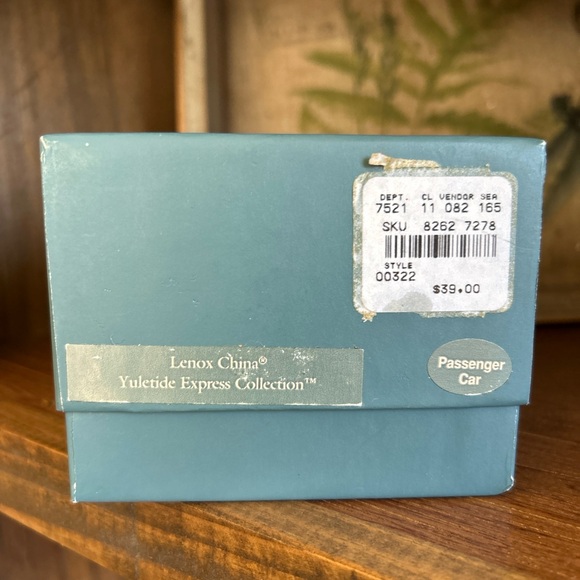 DEPT. CL VENDOR SEA
7521 11 082 165
SKU 8262 7278
STYLE
00322
$39.00
Lenox China®
Yuletide Express Collection™
Passenger
Car